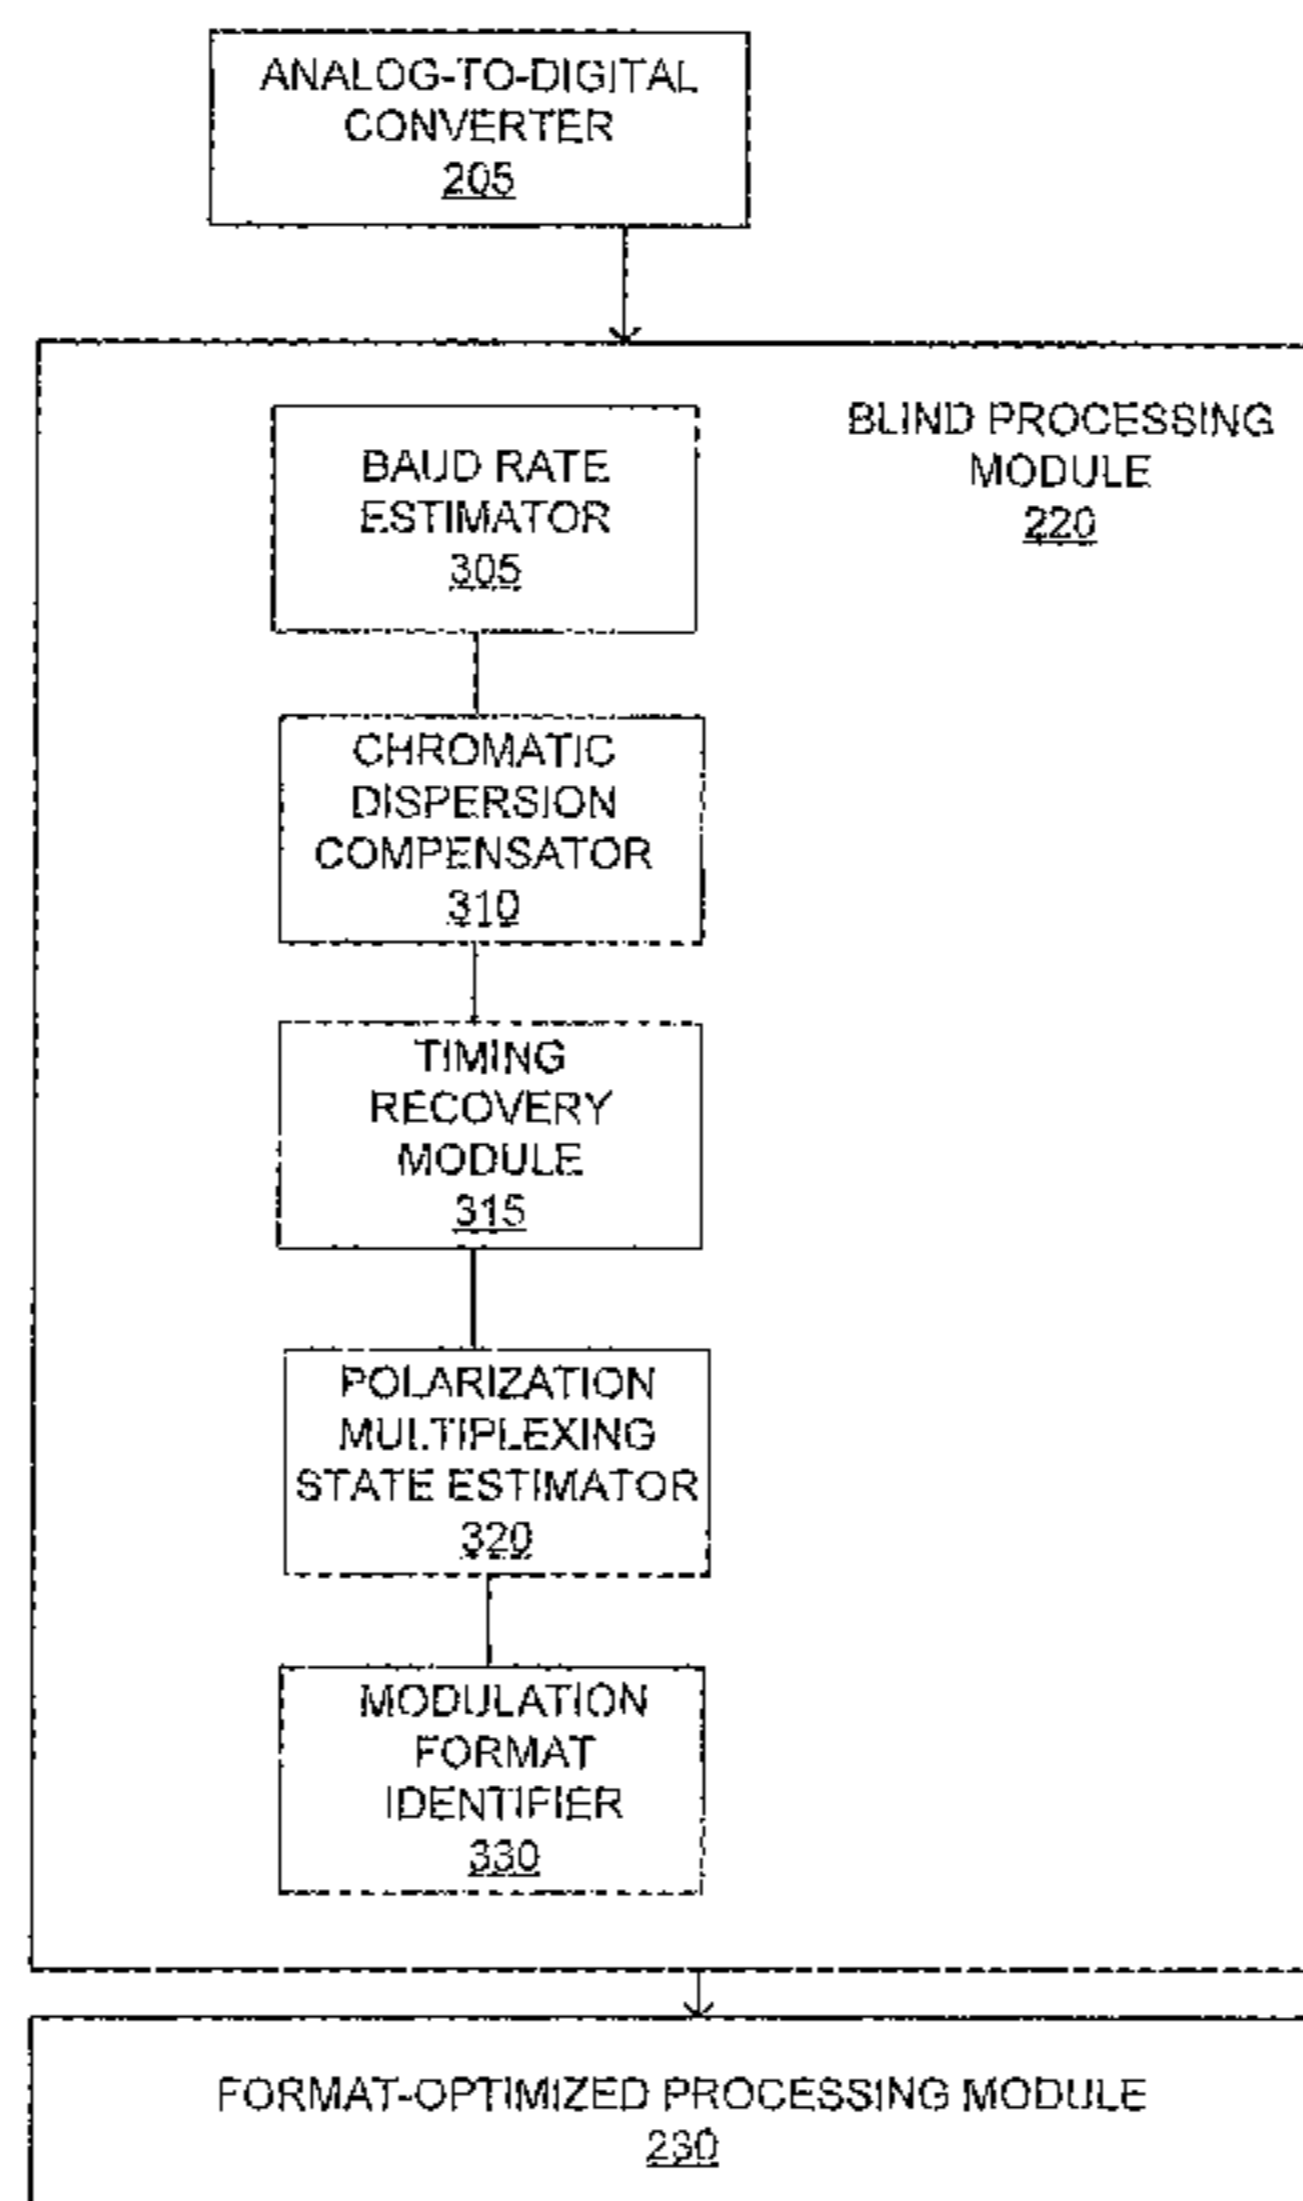 ANALOG-TO-DIGITAL
CONVERTER
205
BLIND PROCESSING
MODULE
220
BAUD RATE
ESTIMATOR
305
CHROMATIC
DISPERSION
COMPENSATOR
310
TIMING
RECOVERY
MODULE
315
POLARIZATION
MULTIPLEXING
STATE ESTIMATOR
320
MODULATION
FORMAT
IDENTIFIER
330
FORMAT-OPTIMIZED PROCESSING MODULE
230